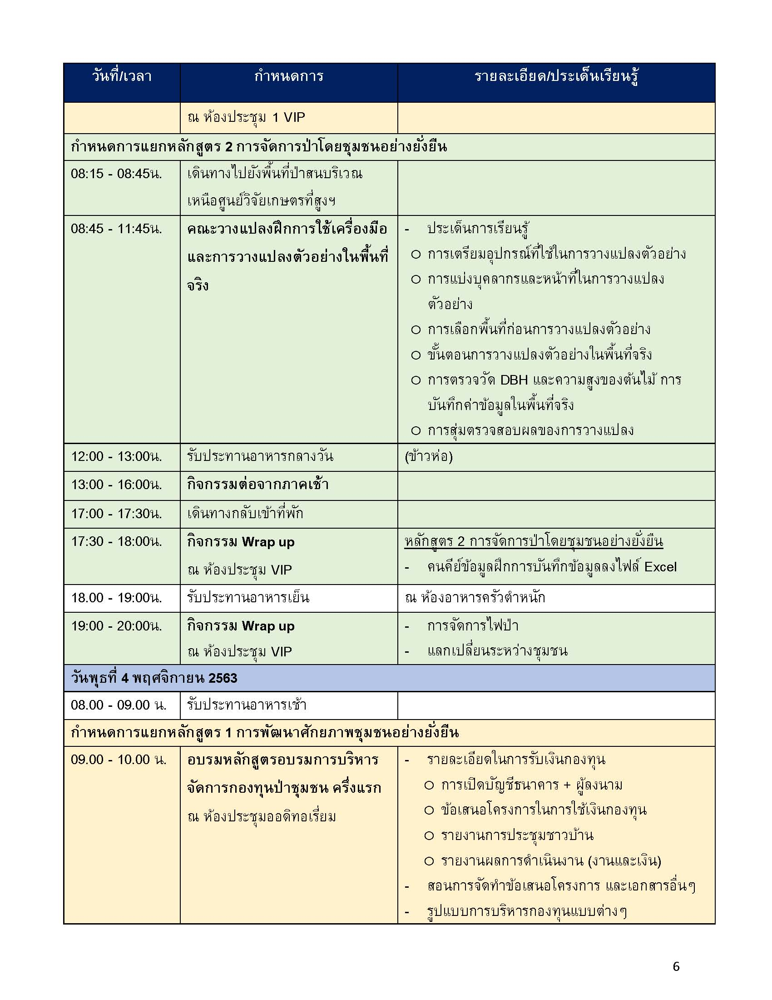 วันที่/เวลา กำหนดการ รายละเอียด/ประเด็นเรียนรู้
ณ ห้องประชุม 1 VIP
กำหนดการแยกหลักสูตร 2 การจัดการป่าโดยชุมชนอย่างยั่งยืน
08:15 - 08:45น. เดินทางไปยังพื้นที่ป่าสนบริเวณ
เหนือศูนย์วิจัยเกษตรที่สูงฯ
08:45 - 11:45น. คณะวางแปลงฝึกการใช้เครื่องมือ
และการวางแปลงตัวอย่างในพื้นที่
จริง
- ประเด็นการเรียนรู้
o การเตรียมอุปกรณ์ที่ใช้ในการวางแปลงตัวอย่าง
o การแบ่งบุคลากรและหน้าที่ในการวางแปลง
ตัวอย่าง
o การเลือกพื้นที่ก่อนการวางแปลงตัวอย่าง
o ขั้นตอนการวางแปลงตัวอย่างในพื้นที่จริง
o การตรวจวัด DBH และความสูงของต้นไม้ การ
บันทึกค่าข้อมูลในพื้นที่จริง
o การสุ่มตรวจสอบผลของการวางแปลง
12:00 - 13:00น. รับประทานอาหารกลางวัน (ข้าวห่อ)
13:00 - 16:00น. กิจกรรมต่อจากภาคเช้า
17:00 - 17:30น. เดินทางกลับเข้าที่พัก
17:30 - 18:00น. กิจกรรม Wrap up
ณ ห้องประชุม VIP
หลักสูตร 2 การจัดการป่าโดยชุมชนอย่างยั่งยืน
- คนคีย์ข้อมูลฝึกการบันทึกข้อมูลลงไฟล์ Excel
18.00 - 19:00น. รับประทานอาหารเย็น ณ ห้องอาหารครัวตำหนัก
19:00 - 20:00น. กิจกรรม Wrap up
ณ ห้องประชุม VIP
- การจัดการไฟป่า
- แลกเปลี่ยนระหว่างชุมชน
วันพุธที่ 4 พฤศจิกายน 2563
08.00 - 09.00 น. รับประทานอาหารเช้า
กำหนดการแยกหลักสูตร 1 การพัฒนาศักยภาพชุมชนอย่างยั่งยืน
09.00 - 10.00 น. อบรมหลักสูตรอบรมการบริหาร
จัดการกองทุนป่าชุมชน ครึ่งแรก
ณ ห้องประชุมออดิทอเรี่ยม
- รายละเอียดในการรับเงินกองทุน
o การเปิดบัญชีธนาคาร + ผู้ลงนาม
o ข้อเสนอโครงการในการใช้เงินกองทุน
o รายงานการประชุมชาวบ้าน
o รายงานผลการดำเนินงาน (งานและเงิน)
- สอนการจัดทำข้อเสนอโครงการ และเอกสารอื่นๆ
- รูปแบบการบริหารกองทุนแบบต่างๆ
6